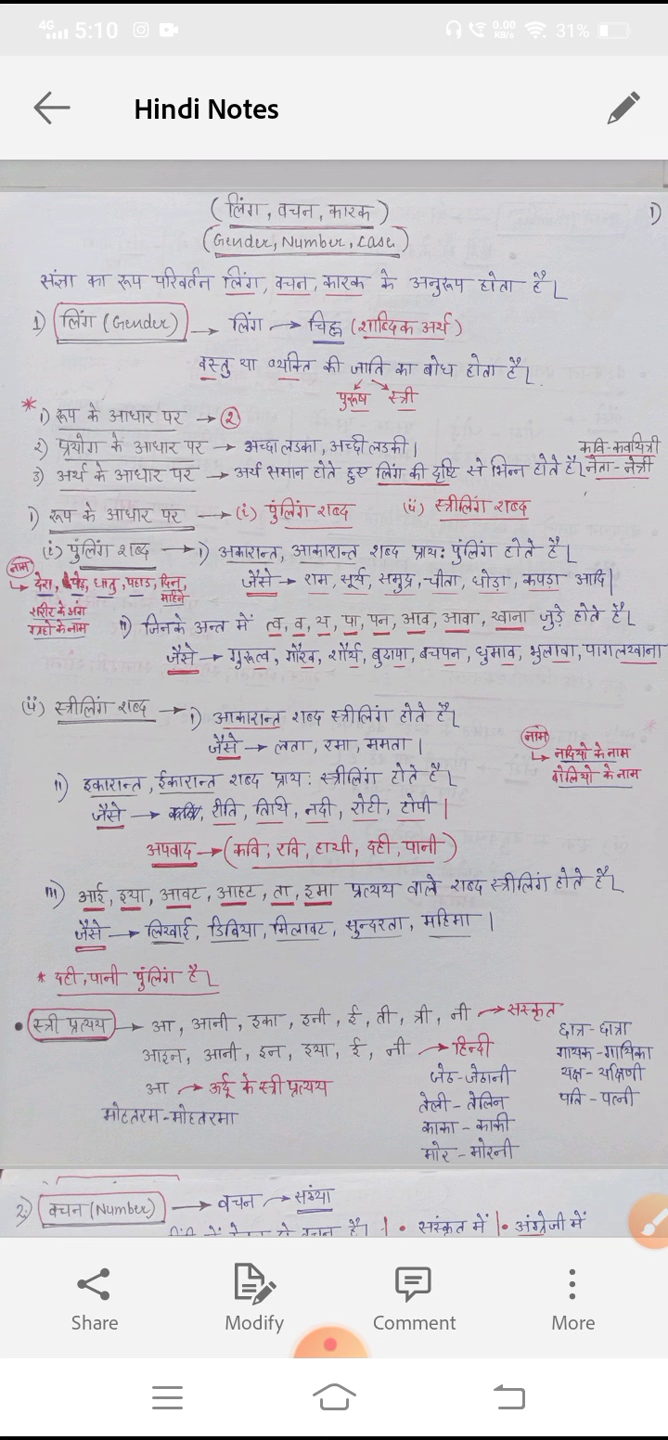 4G 5:10 0.00 KB/s 31%
Hindi Notes
(लिंग, वचन, कारक) 1)
(Gender, Number, Case)
संज्ञा का रूप परिवर्तन लिंग, वचन, कारक के अनुरूप होता है।
1) लिंग (Gender) → लिंग → चिह्न (शाब्दिक अर्थ)
वस्तु या व्यक्ति की जाति का बोध होता है।
पुरूष स्त्री
* 1) रूप के आधार पर → 2
2) प्रयोग के आधार पर → अच्छा लडका, अच्छी लडकी। कवि-कवयित्री
3) अर्थ के आधार पर → अर्थ समान होते हुए लिंग की दृष्टि से भिन्न होते है। नेता-नेत्री
1) रूप के आधार पर → (i) पुंलिंग शब्द (ii) स्त्रीलिंग शब्द
(i) पुंलिंग शब्द → i) अकारान्त, आकारान्त शब्द प्राय: पुंलिंग होते है।
नाम
↳ देश, पेड, धातु, पहाड, दिन, महिने
जैसे → राम, सूर्य, समुद्र, चीता, घोड़ा, कपड़ा आदि।
शरीर के अंग
ग्रहो के नाम
ii) जिनके अन्त में त्व, व, य, पा, पन, आव, आवा, खाना जुड़े होते है।
जैसे → गुरूत्व, गौरव, शौर्य, बुढापा, बचपन, घुमाव, भुलावा, पागलखाना
(ii) स्त्रीलिंग शब्द → i) आकारान्त शब्द स्त्रीलिंग होते है।
जैसे → लता, रमा, ममता।
नाम
↳ नदियो के नाम
बोलियो के नाम
ii) इकारान्त, ईकारान्त शब्द प्राय: स्त्रीलिंग होते है।
जैसे → रीति, तिथि, नदी, रोटी, टोपी।
अपवाद → (कवि, रवि, हाथी, दही, पानी)
iii) आई, इया, आवट, आहट, ता, इमा प्रत्यय वाले शब्द स्त्रीलिंग होते है।
जैसे → लिखाई, डिबिया, मिलावट, सुन्दरता, महिमा।
* दही, पानी पुंलिंग है।
• स्त्री प्रत्यय → आ, आनी, इका, इनी, ई, ती, त्री, नी → संस्कृत
आइन, आनी, इन, इया, ई, नी → हिन्दी
आ → ऊर्दू के स्त्री प्रत्यय
मोहतरम-मोहतरमा
जेठ-जेठानी
तेली-तेलिन
काका-काकी
मोर-मोरनी
छात्र-छात्रा
गायक-गायिका
यक्ष-यक्षिणी
पति-पत्नी
2) वचन (Number) → वचन → संख्या
• संस्कृत में | • अंग्रेजी में
Share Modify Comment More